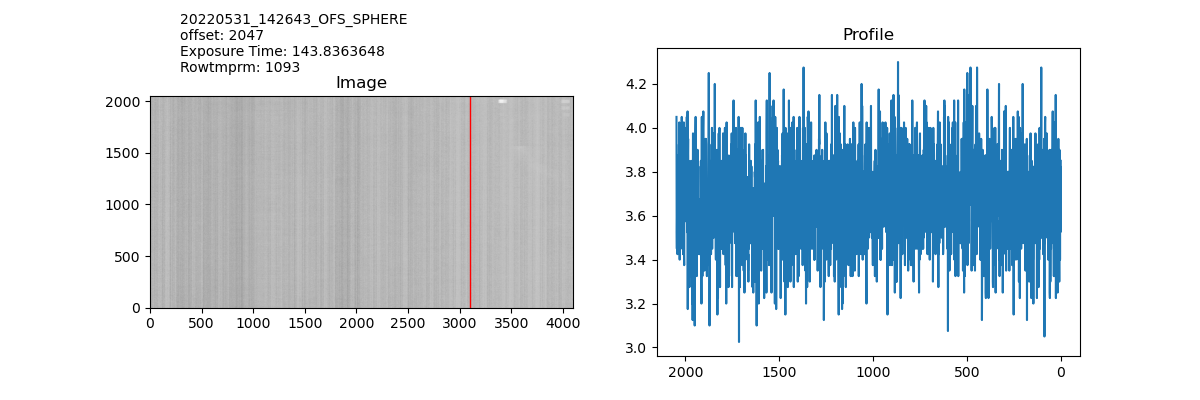 20220531_142643_OFS_SPHERE
offset: 2047
Exposure Time: 143.8363648
Rowtmprm: 1093
Image
2000
1500
1000
500
0
0 500 1000 1500 2000 2500 3000 3500 4000
Profile
4.2
4.0
3.8
3.6
3.4
3.2
3.0
2000 1500 1000 500 0